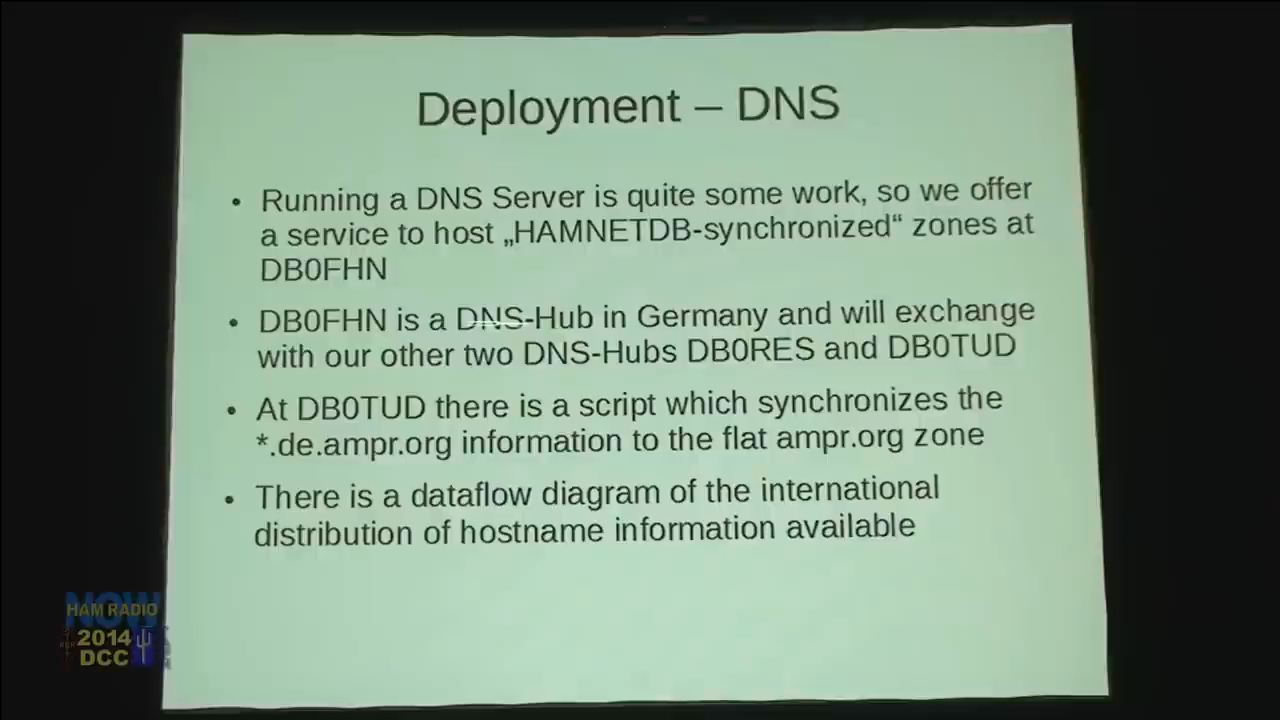 Deployment – DNS
• Running a DNS Server is quite some work, so we offer
a service to host „HAMNETDB-synchronized“ zones at
DB0FHN
• DB0FHN is a DNS-Hub in Germany and will exchange
with our other two DNS-Hubs DB0RES and DB0TUD
• At DB0TUD there is a script which synchronizes the
*.de.ampr.org information to the flat ampr.org zone
• There is a dataflow diagram of the international
distribution of hostname information available
NOW
HAM RADIO
2014
DCC